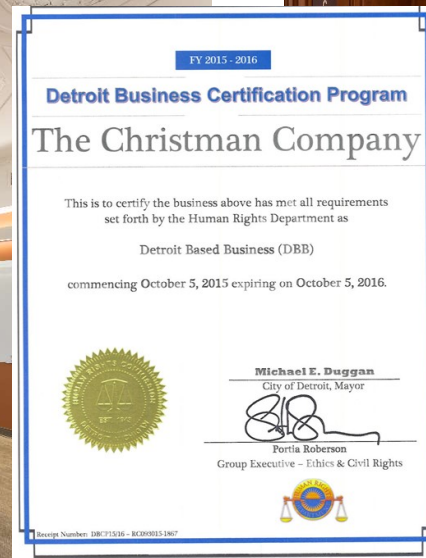 FY 2015 - 2016
Detroit Business Certification Program
The Christman Company
This is to certify the business above has met all requirements
set forth by the Human Rights Department as
Detroit Based Business (DBB)
commencing October 5, 2015 expiring on October 5, 2016.
Michael E. Duggan
City of Detroit, Mayor
Portia Roberson
Group Executive – Ethics & Civil Rights
HUMAN RIGHTS
Receipt Number: DBCP15/16 – RC093015-1867